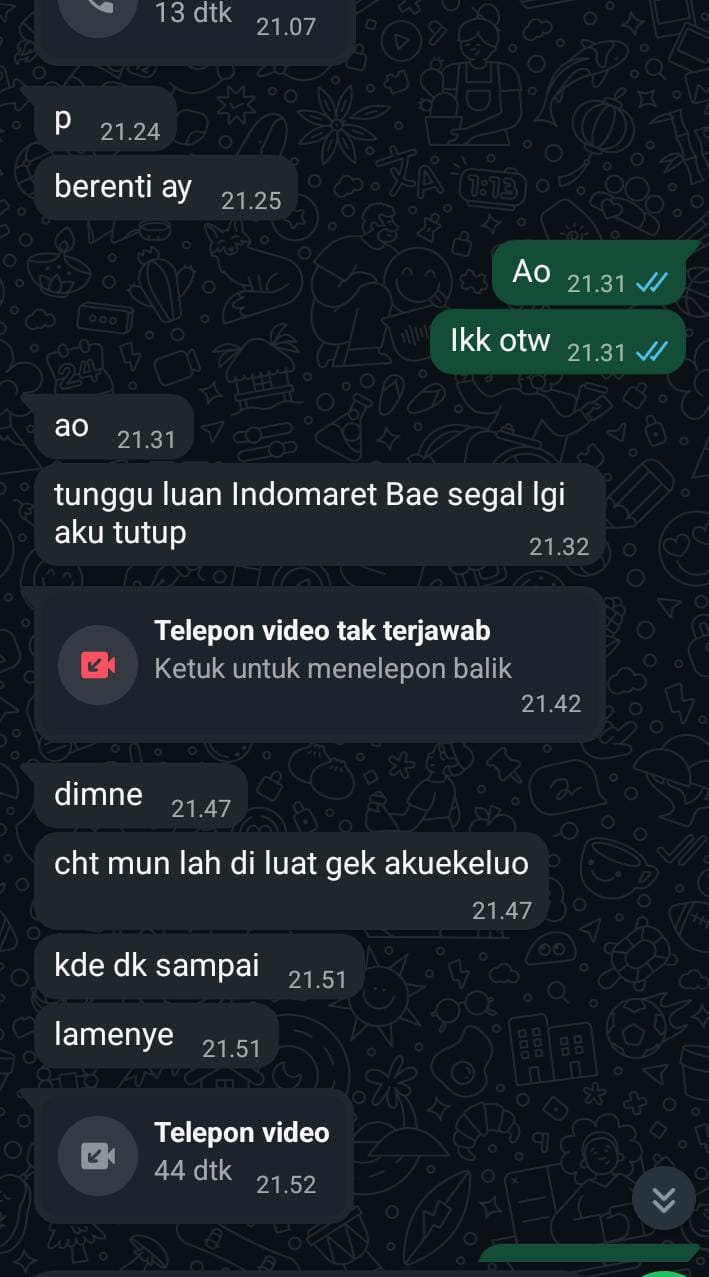 13 dtk 21.07
p 21.24
berenti ay 21.25
Ao 21.31
Ikk otw 21.31
ao 21.31
tunggu luan Indomaret Bae segal lgi
aku tutup 21.32
Telepon video tak terjawab
Ketuk untuk menelepon balik
21.42
dimne 21.47
cht mun lah di luat gek akuekeluo
21.47
kde dk sampai 21.51
lamenye 21.51
Telepon video
44 dtk 21.52